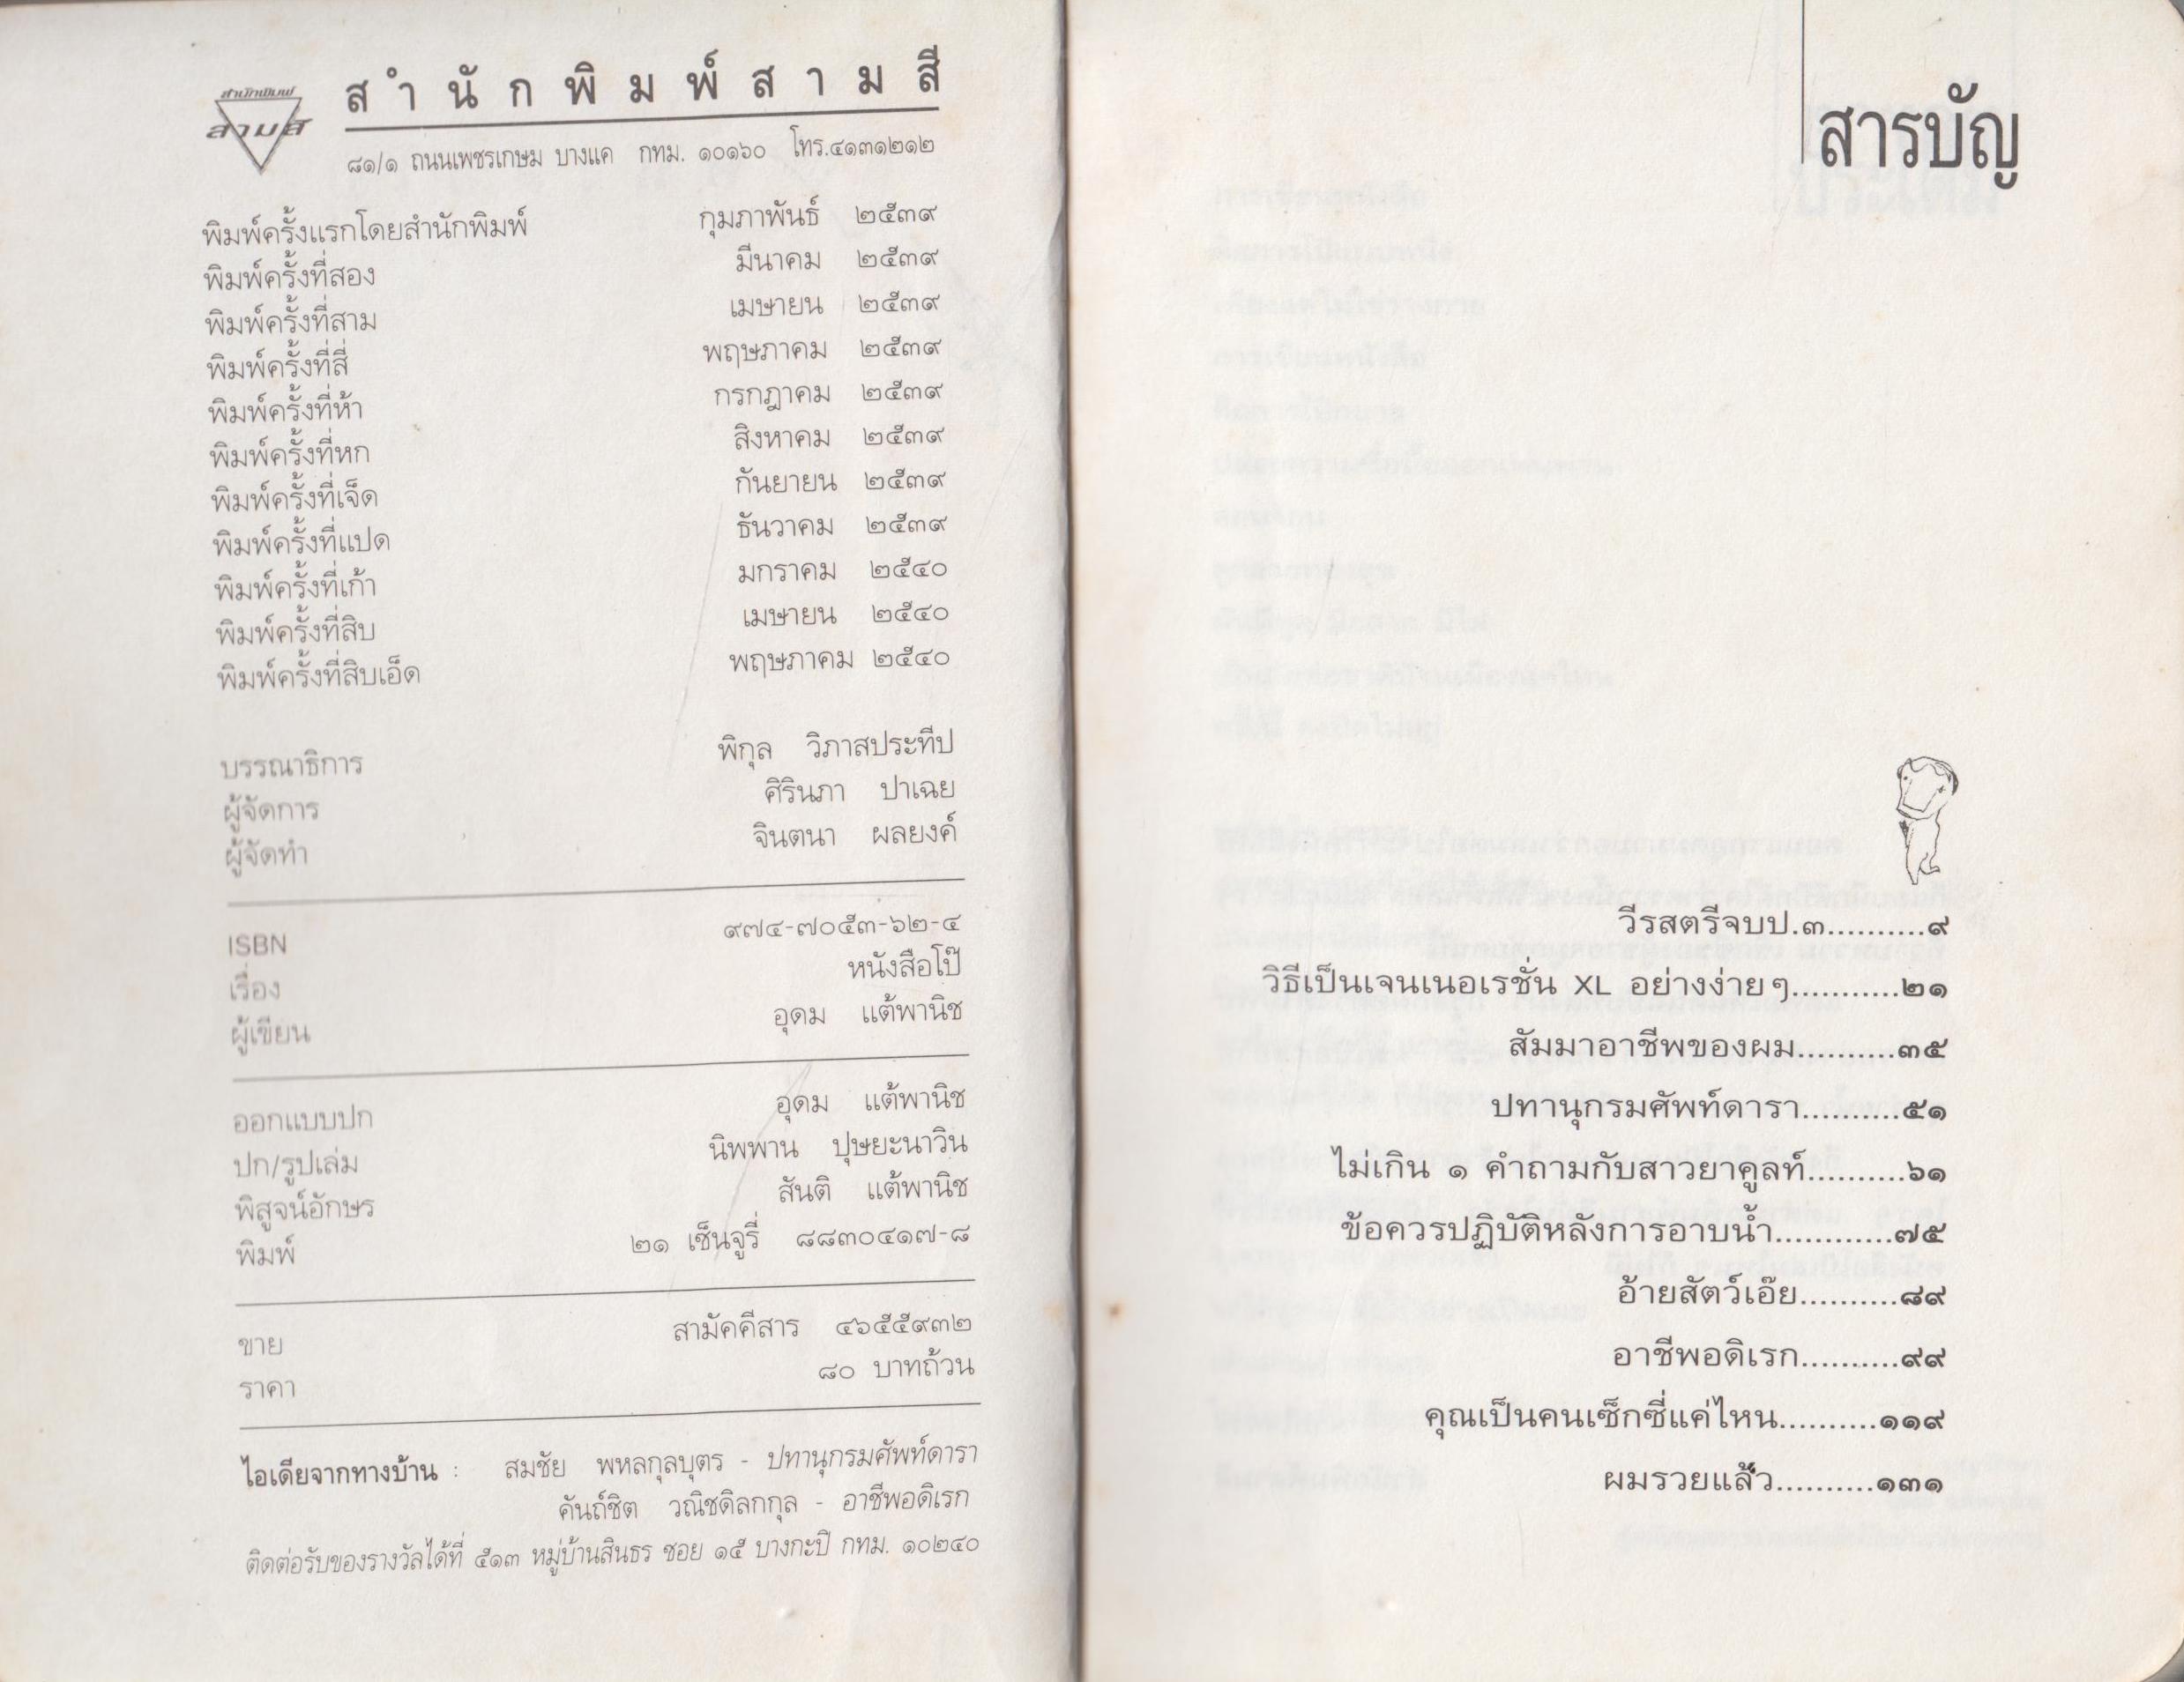 สำนักพิมพ์
สามสี
สำนักพิมพ์สามสี
๘๑/๑ ถนนเพชรเกษม บางแค กทม. ๑๐๑๖๐ โทร.๔๑๓๑๒๑๒
พิมพ์ครั้งแรกโดยสำนักพิมพ์ กุมภาพันธ์ ๒๕๓๙
พิมพ์ครั้งที่สอง มีนาคม ๒๕๓๙
พิมพ์ครั้งที่สาม เมษายน ๒๕๓๙
พิมพ์ครั้งที่สี่ พฤษภาคม ๒๕๓๙
พิมพ์ครั้งที่ห้า กรกฎาคม ๒๕๓๙
พิมพ์ครั้งที่หก สิงหาคม ๒๕๓๙
พิมพ์ครั้งที่เจ็ด กันยายน ๒๕๓๙
พิมพ์ครั้งที่แปด ธันวาคม ๒๕๓๙
พิมพ์ครั้งที่เก้า มกราคม ๒๕๔๐
พิมพ์ครั้งที่สิบ เมษายน ๒๕๔๐
พิมพ์ครั้งที่สิบเอ็ด พฤษภาคม ๒๕๔๐
บรรณาธิการ พิกุล วิภาสประทีป
ผู้จัดการ ศิรินภา ปาเฉย
ผู้จัดทำ จินตนา ผลยงค์
ISBN ๙๗๔-๗๐๕๓-๖๒-๔
เรื่อง หนังสือโป๊
ผู้เขียน อุดม แต้พานิช
ออกแบบปก อุดม แต้พานิช
ปก/รูปเล่ม นิพพาน ปุษยะนาวิน
พิสูจน์อักษร สันติ แต้พานิช
พิมพ์ ๒๑ เซ็นจูรี่ ๘๘๓๐๔๑๗-๘
ขาย สามัคคีสาร ๔๖๕๕๙๓๒
ราคา ๘๐ บาทถ้วน
ไอเดียจากทางบ้าน : สมชัย พหลกุลบุตร - ปทานุกรมศัพท์ดารา
คันถ์ชิต วณิชดิลกกุล - อาชีพอดิเรก
ติดต่อรับของรางวัลได้ที่ ๕๑๓ หมู่บ้านสินธร ซอย ๑๕ บางกะปิ กทม. ๑๐๒๔๐
สารบัญ
วีรสตรีจบป.๓..........๙
วิธีเป็นเจนเนอเรชั่น XL อย่างง่ายๆ...........๒๑
สัมมาอาชีพของผม..........๓๕
ปทานุกรมศัพท์ดารา..........๕๑
ไม่เกิน ๑ คำถามกับสาวยาคูลท์..........๖๑
ข้อควรปฏิบัติหลังการอาบน้ำ............๗๕
อ้ายสัตว์เอ๊ย..........๘๙
อาชีพอดิเรก..........๙๙
คุณเป็นคนเซ็กซี่แค่ไหน..........๑๑๙
ผมรวยแล้ว..........๑๓๑